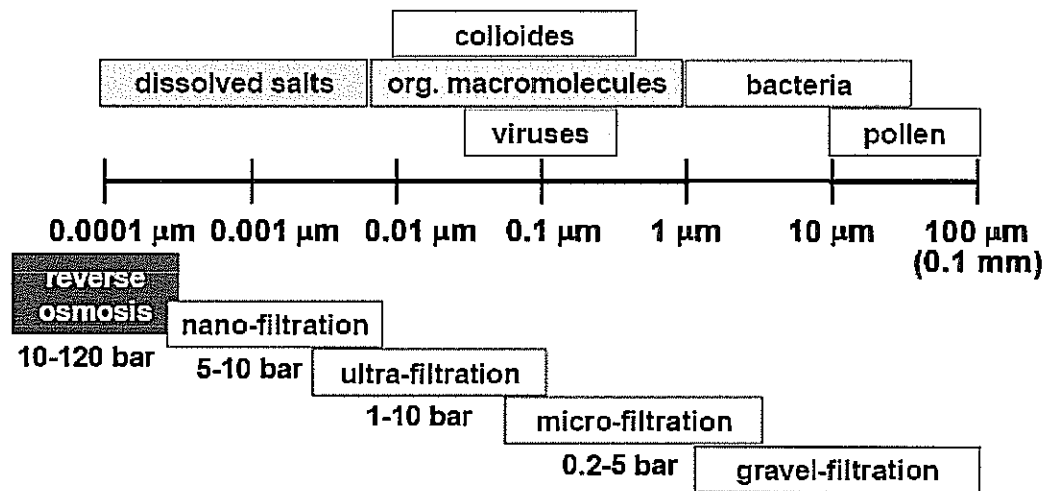 colloides
dissolved salts org. macromolecules bacteria
viruses pollen
0.0001 µm 0.001 µm 0.01 µm 0.1 µm 1 µm 10 µm 100 µm
(0.1 mm)
reverse
osmosis
nano-filtration
10-120 bar 5-10 bar ultra-filtration
1-10 bar micro-filtration
0.2-5 bar gravel-filtration